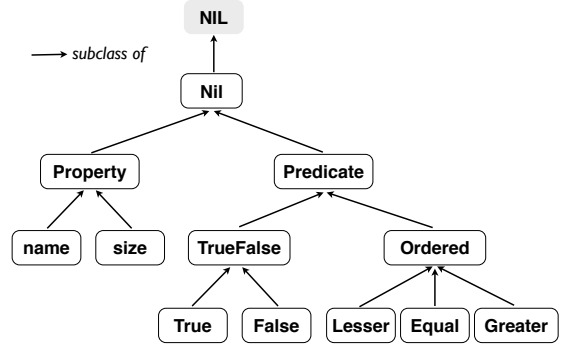 NIL
subclass of
Nil
Property
Predicate
name
size
TrueFalse
Ordered
True
False
Lesser
Equal
Greater